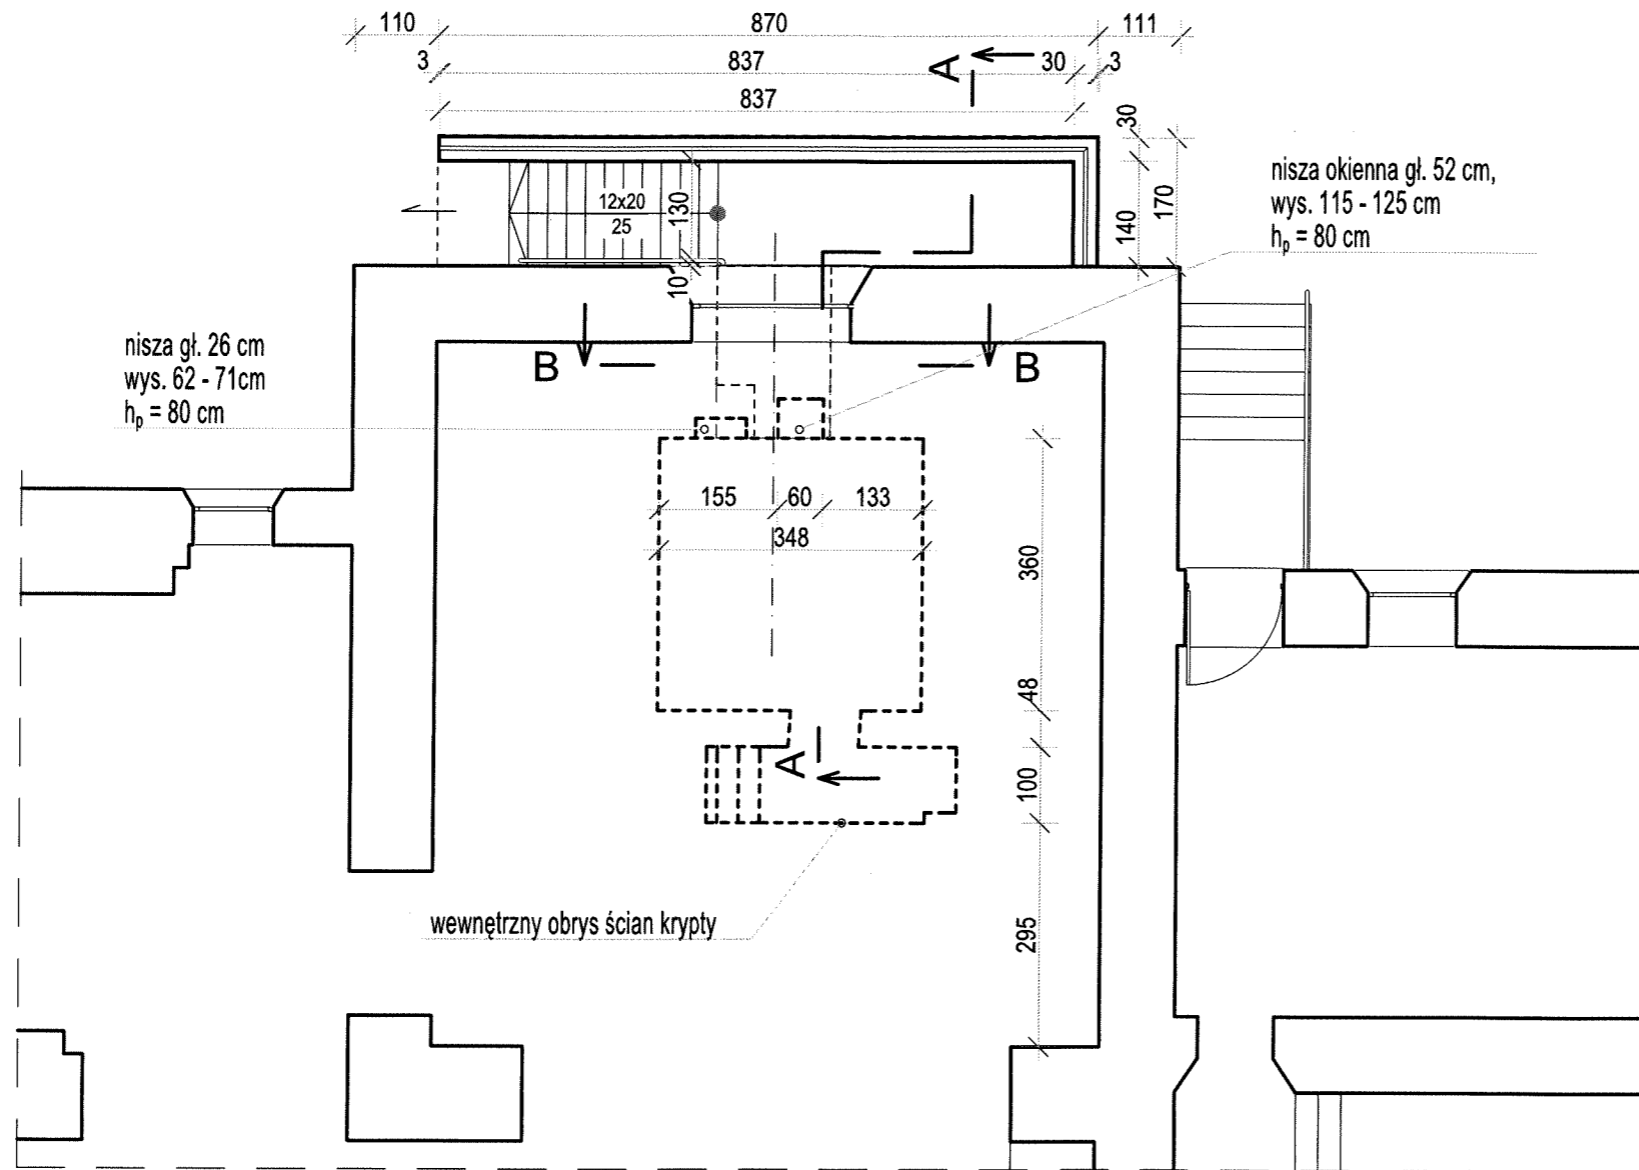 110 870 111
3 837 30 3
A
837
30
nisza okienna gł. 52 cm,
wys. 115 - 125 cm
hₚ = 80 cm
12x20
25
130
140
170
10
nisza gł. 26 cm
wys. 62 - 71cm
hₚ = 80 cm
B B
155 60 133
348
360
48
A
100
wewnętrzny obrys ścian krypty
295